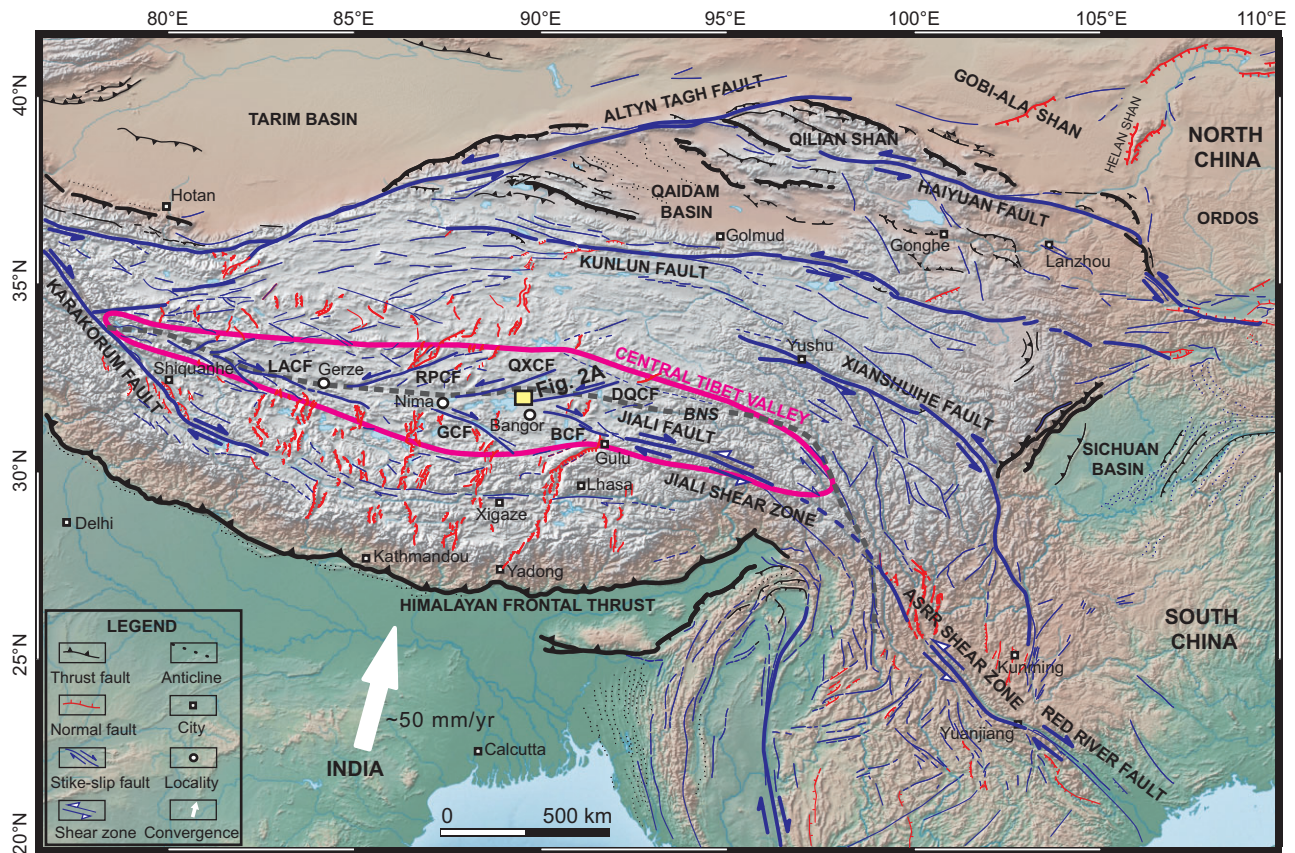 80°E 85°E 90°E 95°E 100°E 105°E 110°E
40°N
35°N
30°N
25°N
20°N
TARIM BASIN
ALTYN TAGH FAULT
GOBI-ALA SHAN
HELAN SHAN
NORTH
CHINA
QILIAN SHAN
HAIYUAN FAULT
ORDOS
Hotan
QAIDAM
BASIN
Golmud
Gonghe
Lanzhou
KUNLUN FAULT
KARAKORUM FAULT
Shiquanhe
LACF
Gerze
RPCF
QXCF
Fig. 2A
CENTRAL TIBET VALLEY
Yushu
XIANSHUIHE FAULT
Nima
Bangor
DQCF
BNS
JIALI FAULT
GCF
BCF
Gulu
SICHUAN
BASIN
Lhasa
JIALI SHEAR ZONE
Xigaze
Delhi
Kathmandou
Yadong
HIMALAYAN FRONTAL THRUST
ASRR SHEAR ZONE
SOUTH
CHINA
Kunming
Yuanjiang
RED RIVER FAULT
~50 mm/yr
INDIA
Calcutta
0 500 km
LEGEND
Thrust fault Anticline
Normal fault City
Stike-slip fault Locality
Shear zone Convergence